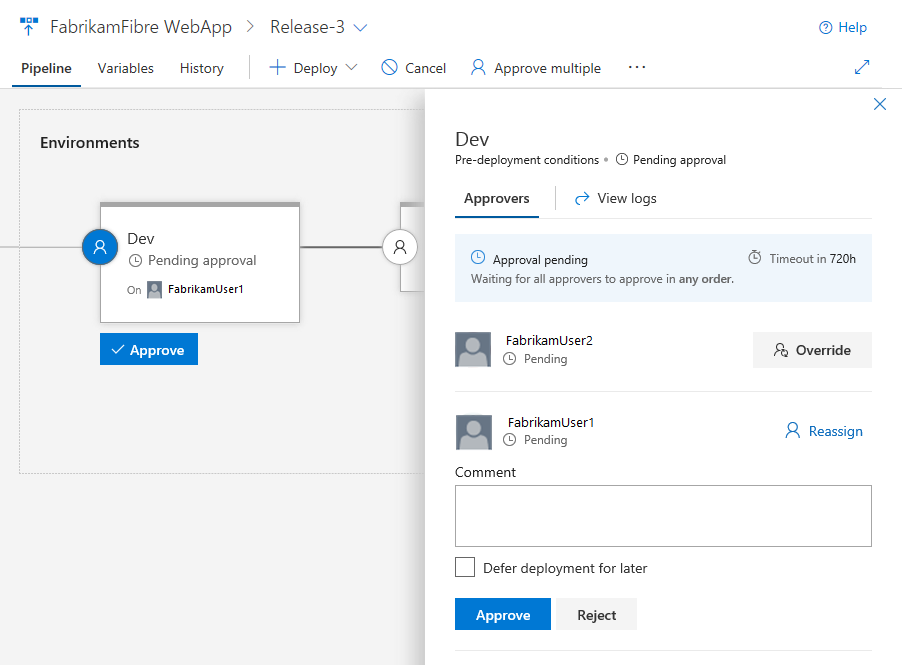 FabrikamFibre WebApp > Release-3
Help
Pipeline Variables History Deploy Cancel Approve multiple ...
Environments
Dev
Pending approval
On FabrikamUser1
Approve
Dev
Pre-deployment conditions • Pending approval
Approvers View logs
Approval pending Timeout in 720h
Waiting for all approvers to approve in any order.
FabrikamUser2
Pending
Override
FabrikamUser1
Pending
Reassign
Comment
Defer deployment for later
Approve Reject